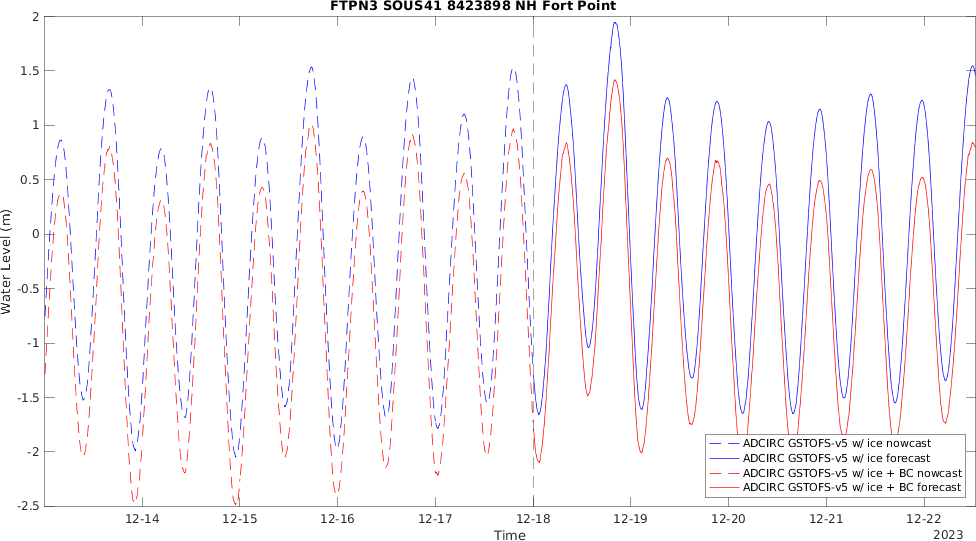 FTPN3 SOUS41 8423898 NH Fort Point
Water Level (m)
2
1.5
1
0.5
0
-0.5
-1
-1.5
-2
-2.5
12-14
12-15
12-16
12-17
12-18
12-19
12-20
12-21
12-22
Time
2023
ADCIRC GSTOFS-v5 w/ ice nowcast
ADCIRC GSTOFS-v5 w/ ice forecast
ADCIRC GSTOFS-v5 w/ ice + BC nowcast
ADCIRC GSTOFS-v5 w/ ice + BC forecast